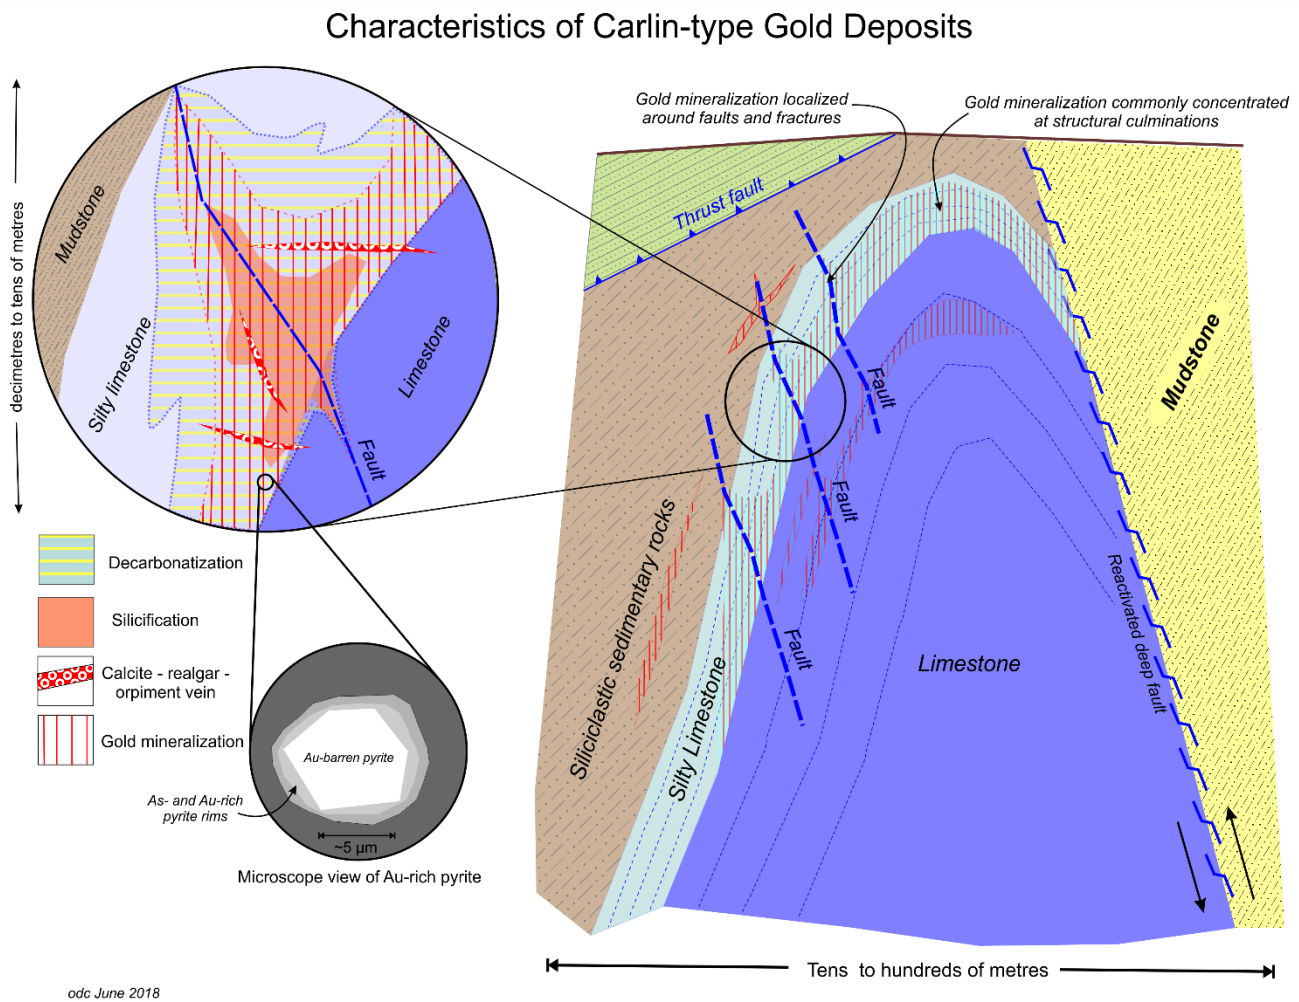 Characteristics of Carlin-type Gold Deposits
Gold mineralization localized
around faults and fractures
Gold mineralization commonly concentrated
at structural culminations
decimetres to tens of metres
Mudstone
Silty limestone
Limestone
Fault
Thrust fault
Fault
Fault
Fault
Mudstone
Siliciclastic sedimentary rocks
Silty Limestone
Limestone
Reactivated deep fault
Decarbonatization
Silicification
Calcite - realgar -
orpiment vein
Gold mineralization
Au-barren pyrite
As- and Au-rich
pyrite rims
~5 µm
Microscope view of Au-rich pyrite
Tens to hundreds of metres
odc June 2018